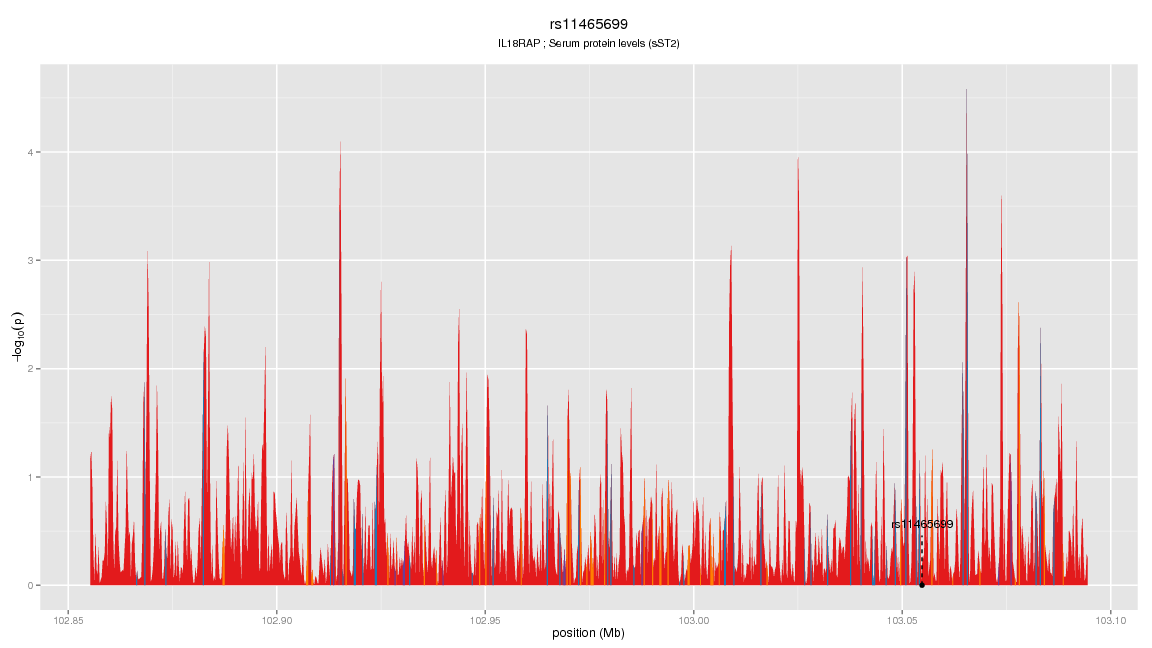 rs11465699
IL18RAP ; Serum protein levels (sST2)
−log10(p)
4
3
2
1
0
rs11465699
102.85 102.90 102.95 103.00 103.05 103.10
position (Mb)